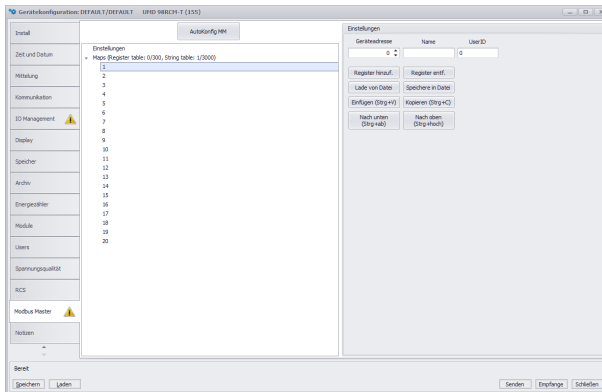 Gerätekonfiguration: DEFAULT/DEFAULT UMD 98RCM-T (155)
Install
Zeit und Datum
Mittelung
Kommunikation
IO Management
Display
Speicher
Archiv
Energiezähler
Module
Users
Spannungsqualität
RCS
Modbus Master
Notizen
AutoKonfig MM
Einstellungen
Maps (Register table: 0/300, String table: 1/3000)
1
2
3
4
5
6
7
8
9
10
11
12
13
14
15
16
17
18
19
20
Einstellungen
Geräteadresse Name UserID
0 0
Register hinzuf. Register entf.
Lade von Datei Speichere in Datei
Einfügen (Strg+V) Kopieren (Strg+C)
Nach unten (Strg+ab) Nach oben (Strg+hoch)
Bereit
Speichern Laden Senden Empfange Schließen